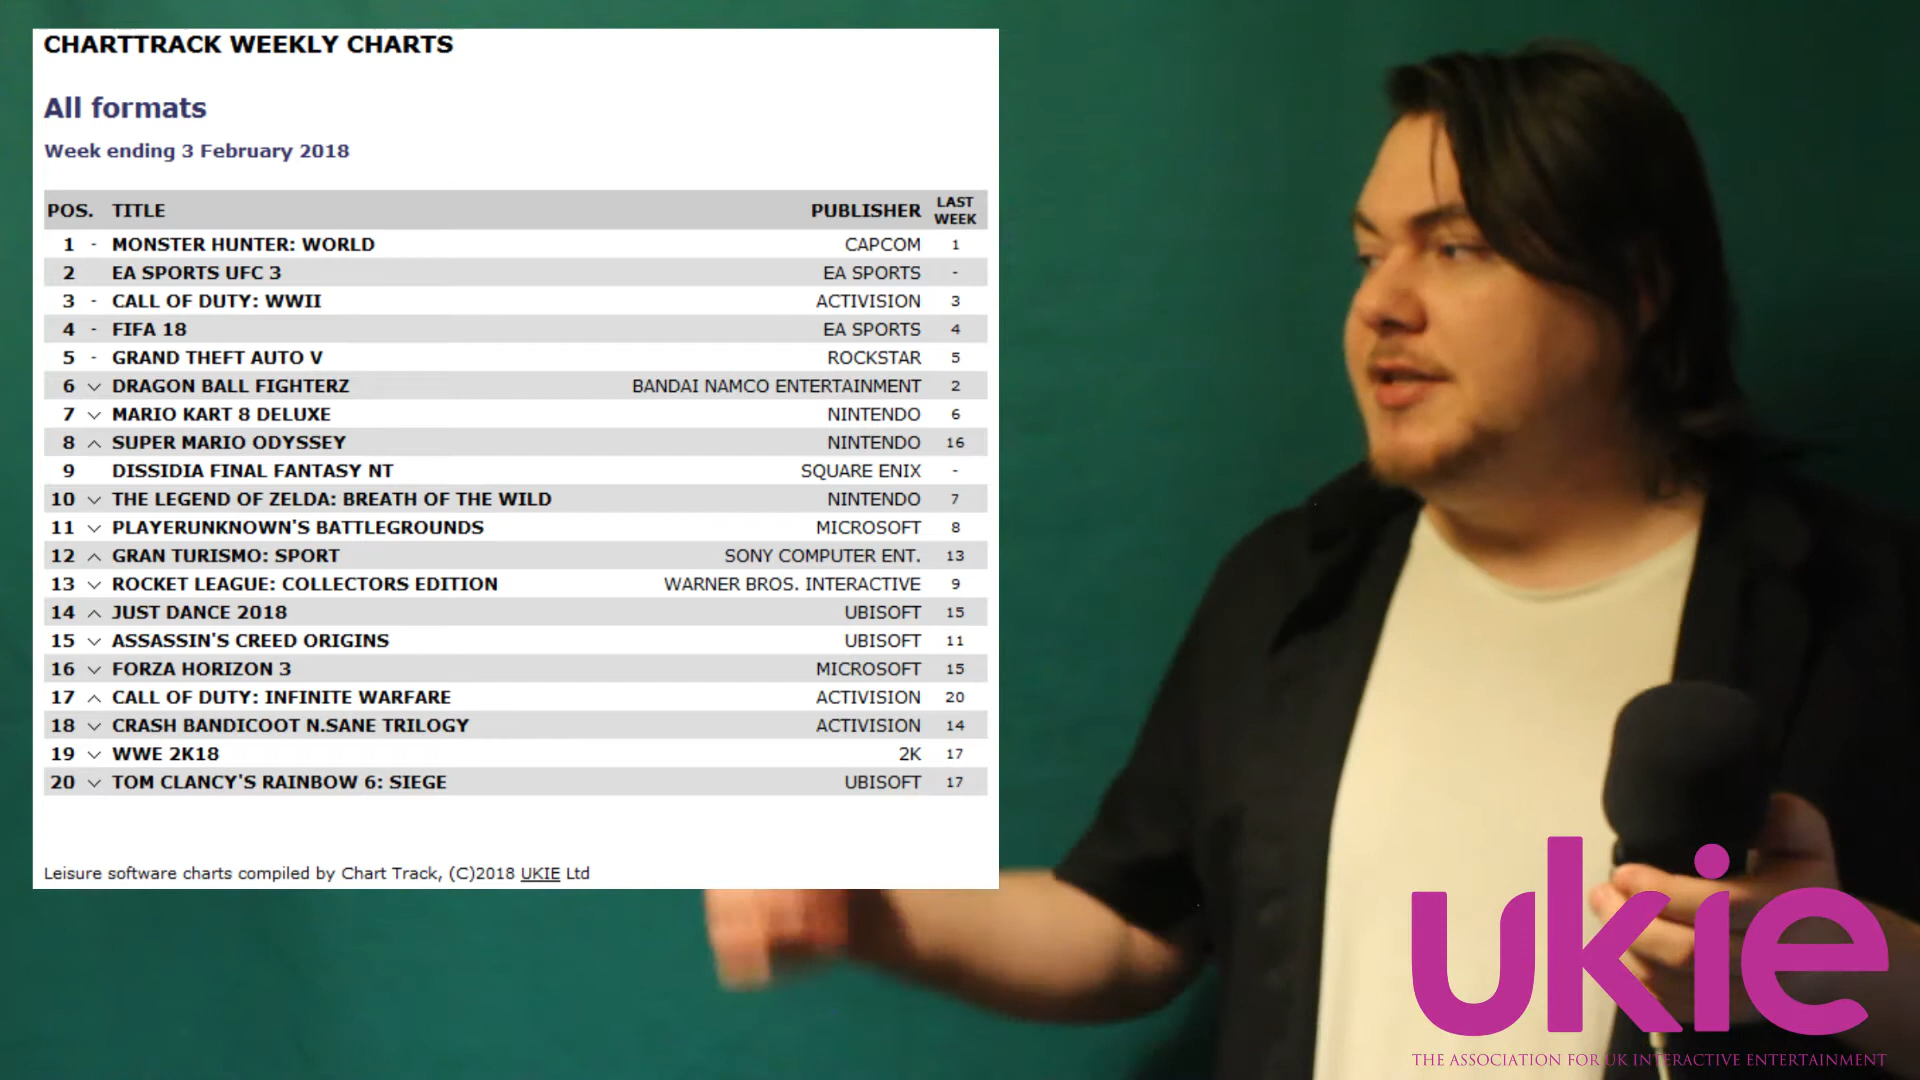 CHARTTRACK WEEKLY CHARTS
All formats
Week ending 3 February 2018
POS. TITLE PUBLISHER LAST WEEK
1 - MONSTER HUNTER: WORLD CAPCOM 1
2 EA SPORTS UFC 3 EA SPORTS -
3 - CALL OF DUTY: WWII ACTIVISION 3
4 - FIFA 18 EA SPORTS 4
5 - GRAND THEFT AUTO V ROCKSTAR 5
6 ﹀ DRAGON BALL FIGHTERZ BANDAI NAMCO ENTERTAINMENT 2
7 ﹀ MARIO KART 8 DELUXE NINTENDO 6
8 ︿ SUPER MARIO ODYSSEY NINTENDO 16
9 DISSIDIA FINAL FANTASY NT SQUARE ENIX -
10 ﹀ THE LEGEND OF ZELDA: BREATH OF THE WILD NINTENDO 7
11 ﹀ PLAYERUNKNOWN'S BATTLEGROUNDS MICROSOFT 8
12 ︿ GRAN TURISMO: SPORT SONY COMPUTER ENT. 13
13 ﹀ ROCKET LEAGUE: COLLECTORS EDITION WARNER BROS. INTERACTIVE 9
14 ︿ JUST DANCE 2018 UBISOFT 15
15 ﹀ ASSASSIN'S CREED ORIGINS UBISOFT 11
16 ﹀ FORZA HORIZON 3 MICROSOFT 15
17 ︿ CALL OF DUTY: INFINITE WARFARE ACTIVISION 20
18 ﹀ CRASH BANDICOOT N.SANE TRILOGY ACTIVISION 14
19 ﹀ WWE 2K18 2K 17
20 ﹀ TOM CLANCY'S RAINBOW 6: SIEGE UBISOFT 17
Leisure software charts compiled by Chart Track, (C)2018 UKIE Ltd
ukie
THE ASSOCIATION FOR UK INTERACTIVE ENTERTAINMENT